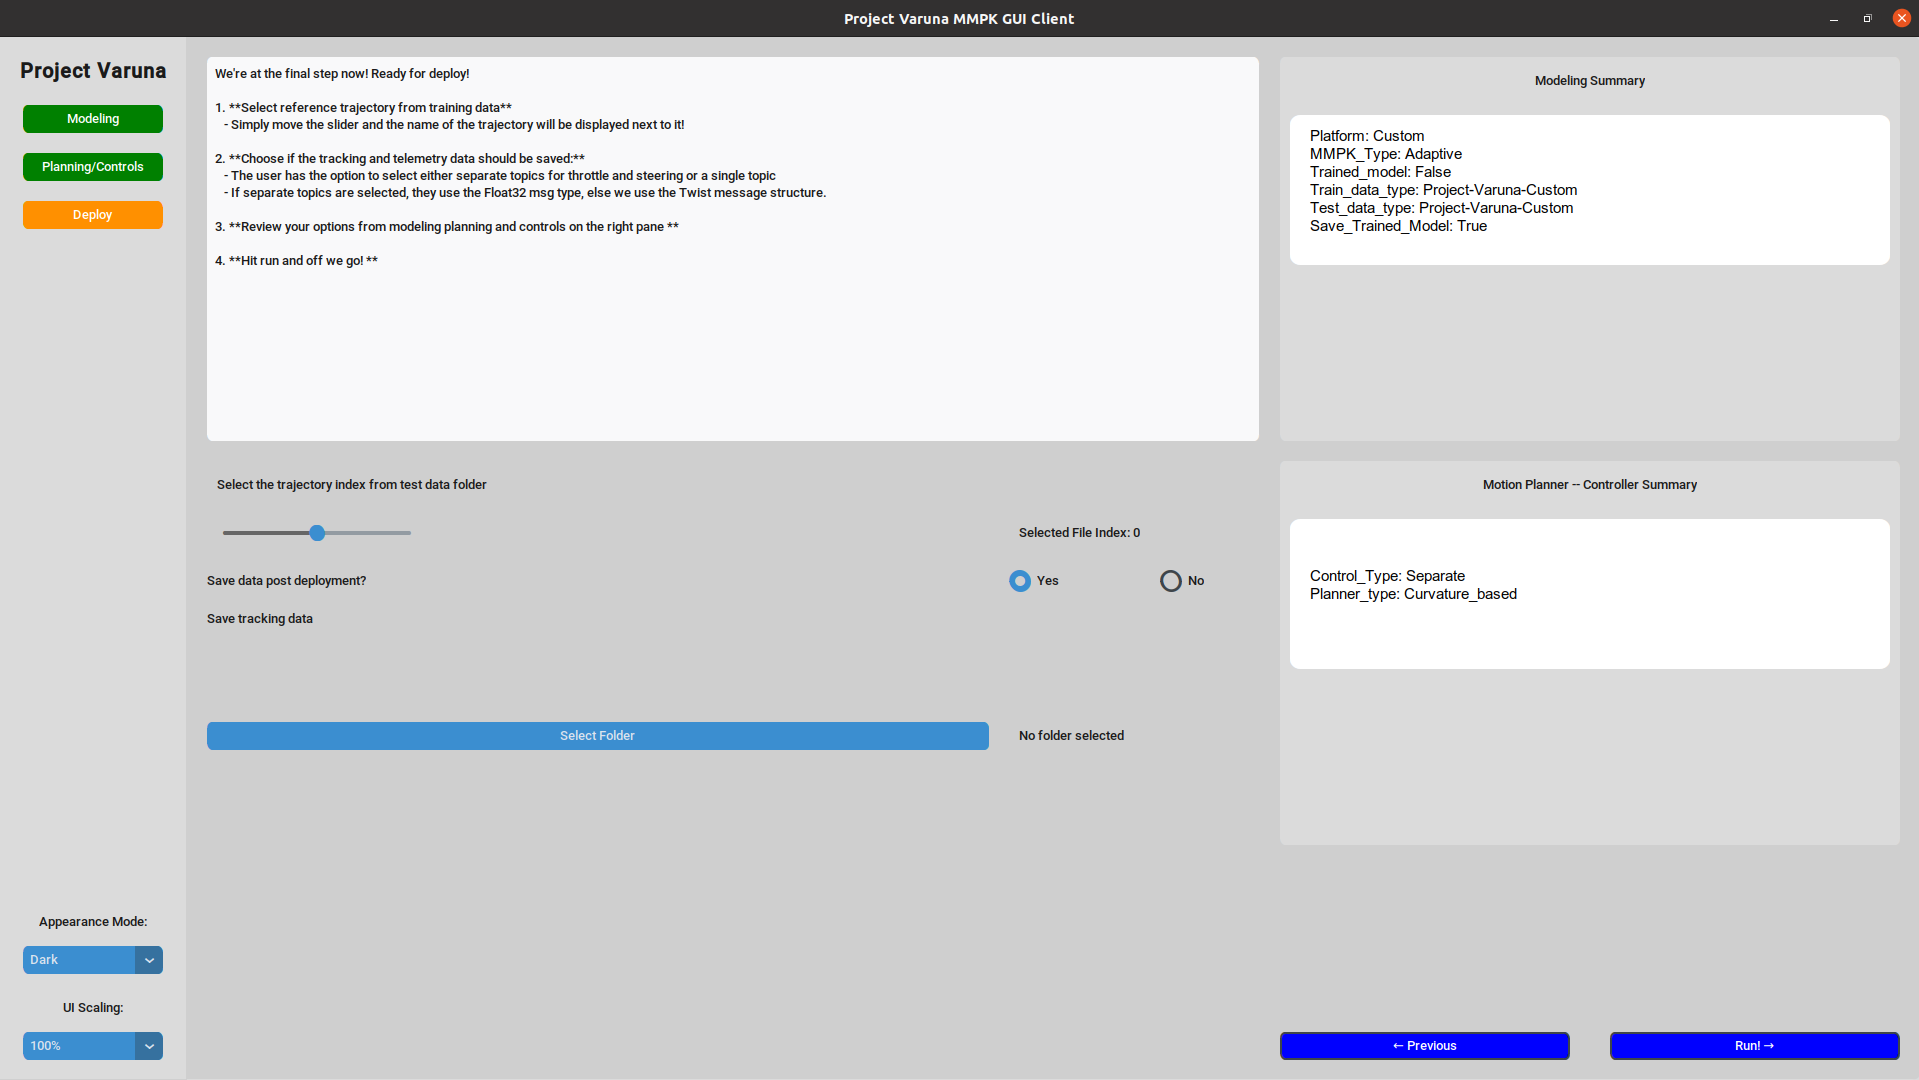 Project Varuna MMPK GUI Client
Project Varuna
Modeling
Planning/Controls
Deploy
Appearance Mode:
Dark
UI Scaling:
100%
We're at the final step now! Ready for deploy!
1. **Select reference trajectory from training data**
- Simply move the slider and the name of the trajectory will be displayed next to it!
2. **Choose if the tracking and telemetry data should be saved:**
- The user has the option to select either separate topics for throttle and steering or a single topic
- If separate topics are selected, they use the Float32 msg type, else we use the Twist message structure.
3. **Review your options from modeling planning and controls on the right pane **
4. **Hit run and off we go! **
Select the trajectory index from test data folder
Selected File Index: 0
Save data post deployment?
Yes
No
Save tracking data
Select Folder
No folder selected
Modeling Summary
Platform: Custom
MMPK_Type: Adaptive
Trained_model: False
Train_data_type: Project-Varuna-Custom
Test_data_type: Project-Varuna-Custom
Save_Trained_Model: True
Motion Planner -- Controller Summary
Control_Type: Separate
Planner_type: Curvature_based
← Previous
Run! →